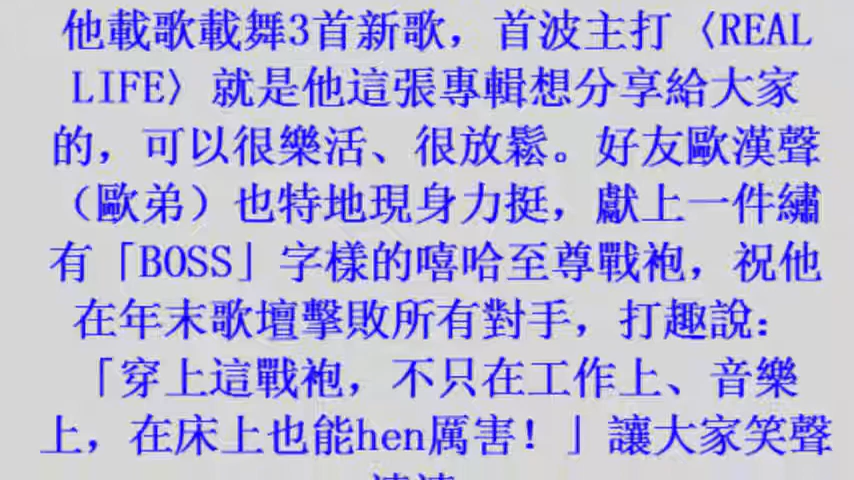 他載歌載舞3首新歌，首波主打〈REAL
LIFE〉就是他這張專輯想分享給大家
的，可以很樂活、很放鬆。好友歐漢聲
（歐弟）也特地現身力挺，獻上一件繡
有「BOSS」字樣的嘻哈至尊戰袍，祝他
在年末歌壇擊敗所有對手，打趣說：
「穿上這戰袍，不只在工作上、音樂
上，在床上也能hen厲害！」讓大家笑聲